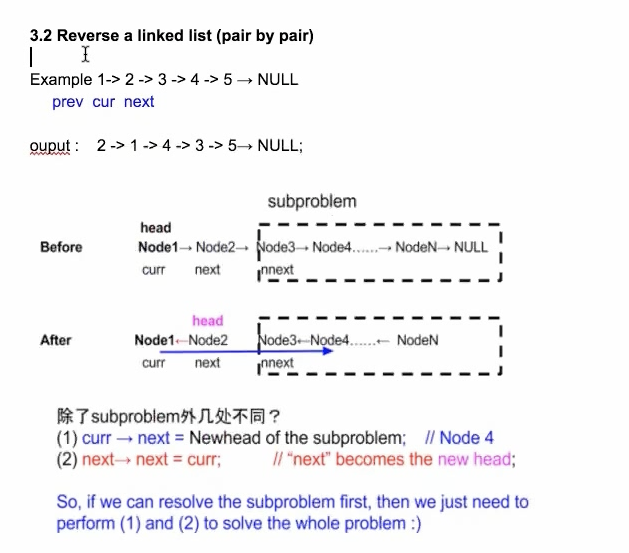 3.2 Reverse a linked list (pair by pair)
Example 1-> 2 -> 3 -> 4 -> 5 → NULL
prev cur next
ouput : 2 -> 1 -> 4 -> 3 -> 5→ NULL;
subproblem
head
Before Node1→ Node2→ Node3→ Node4......→ NodeN→ NULL
curr next nnext
head
After Node1←Node2 Node3←Node4......← NodeN
curr next nnext
除了subproblem外几处不同？
(1) curr → next = Newhead of the subproblem; // Node 4
(2) next→ next = curr; // “next” becomes the new head;
So, if we can resolve the subproblem first, then we just need to
perform (1) and (2) to solve the whole problem :)